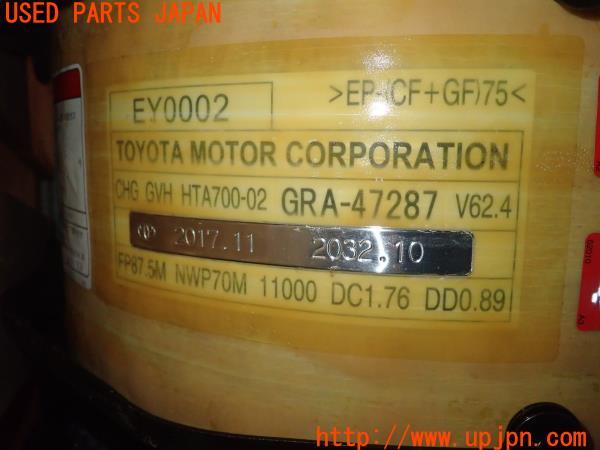 USED PARTS JAPAN
EY0002 >EP-(CF+GF)75<
TOYOTA MOTOR CORPORATION
CHG GVH HTA700-02 GRA-47287 V62.4
2017.11 2032.10
FP87.5M NWP70M 11000 DC1.76 DD0.89
UPJ http://www.upjpn.com/